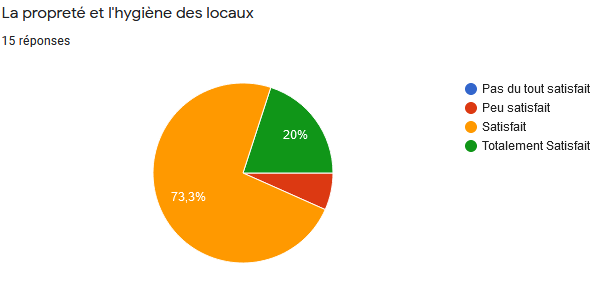 La propreté et l'hygiène des locaux
15 réponses
Pas du tout satisfait
Peu satisfait
Satisfait
Totalement Satisfait
20%
73,3%